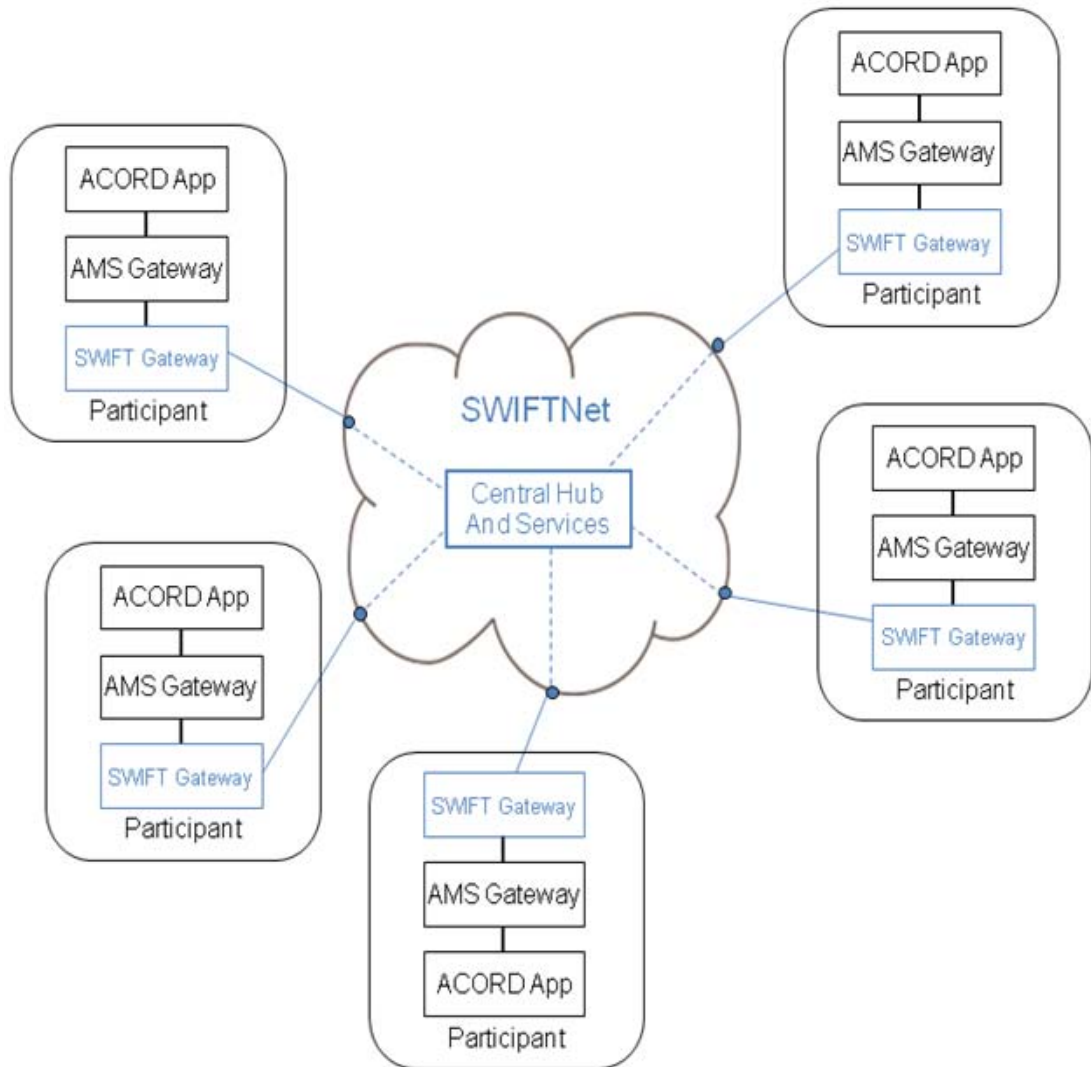 ACORD App
AMS Gateway
SWIFT Gateway
Participant
ACORD App
AMS Gateway
SWIFT Gateway
Participant
SWIFTNet
Central Hub
And Services
ACORD App
AMS Gateway
SWIFT Gateway
Participant
ACORD App
AMS Gateway
SWIFT Gateway
Participant
SWIFT Gateway
AMS Gateway
ACORD App
Participant